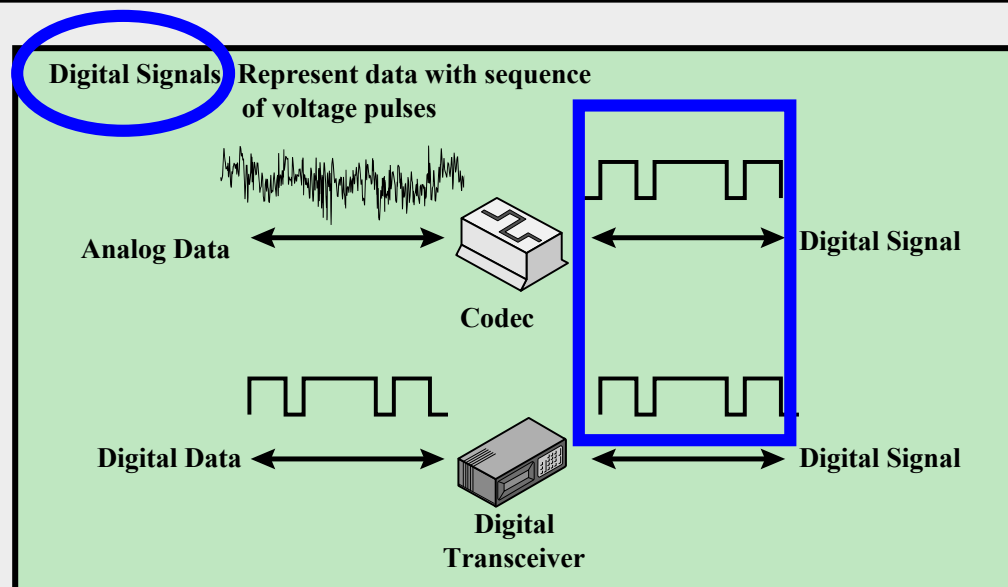 Digital Signals: Represent data with sequence
of voltage pulses
Analog Data
Digital Signal
Codec
Digital Data
Digital Signal
Digital
Transceiver